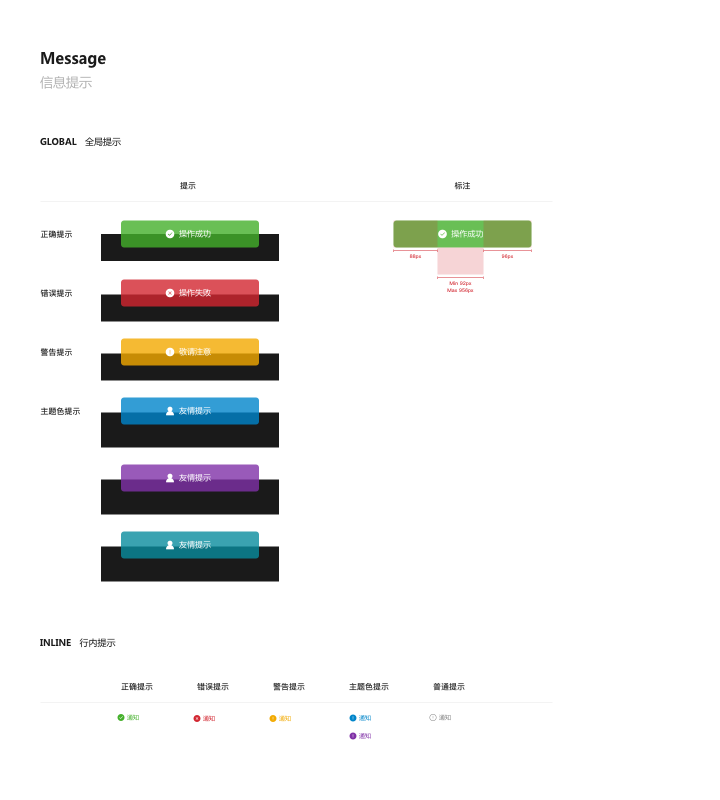 Message
信息提示
GLOBAL 全局提示
提示 标注
正确提示 操作成功 操作成功
88px 96px
Min 92px
Max 956px
错误提示 操作失败
警告提示 敬请注意
主题色提示 友情提示
友情提示
友情提示
INLINE 行内提示
正确提示 错误提示 警告提示 主题色提示 普通提示
通知 通知 通知 通知 通知
通知